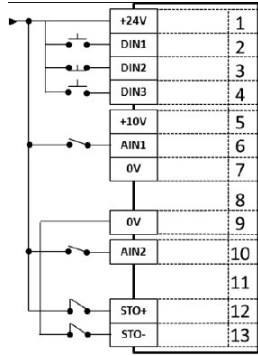 +24V 1
DIN1 2
DIN2 3
DIN3 4
+10V 5
AIN1 6
0V 7
8
0V 9
AIN2 10
11
STO+ 12
STO- 13